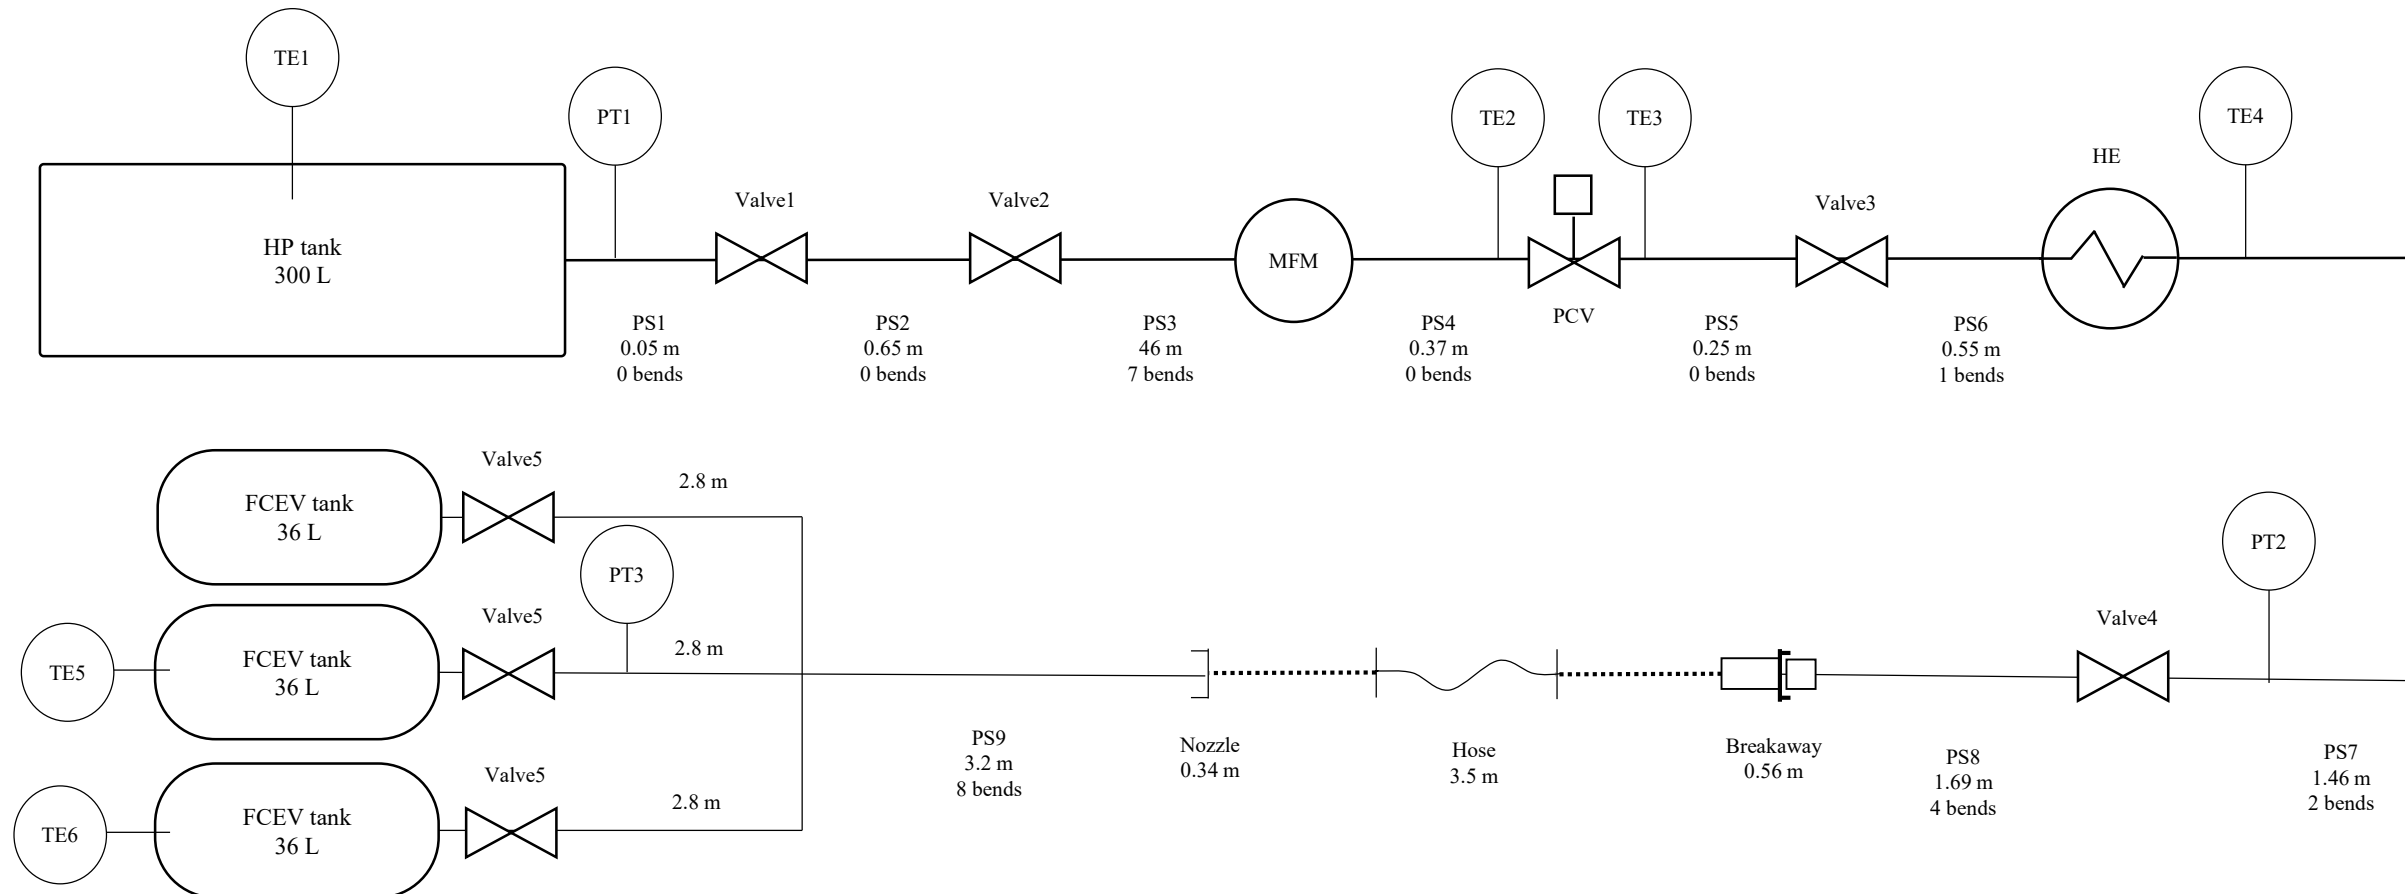 TE1
PT1
TE2
TE3
TE4
HE
Valve1
Valve2
Valve3
HP tank
300 L
MFM
PCV
PS1
0.05 m
0 bends
PS2
0.65 m
0 bends
PS3
46 m
7 bends
PS4
0.37 m
0 bends
PS5
0.25 m
0 bends
PS6
0.55 m
1 bends
Valve5
2.8 m
FCEV tank
36 L
PT3
PT2
Valve5
2.8 m
Valve4
TE5
FCEV tank
36 L
PS9
3.2 m
8 bends
Nozzle
0.34 m
Hose
3.5 m
Breakaway
0.56 m
PS8
1.69 m
4 bends
PS7
1.46 m
2 bends
Valve5
2.8 m
TE6
FCEV tank
36 L